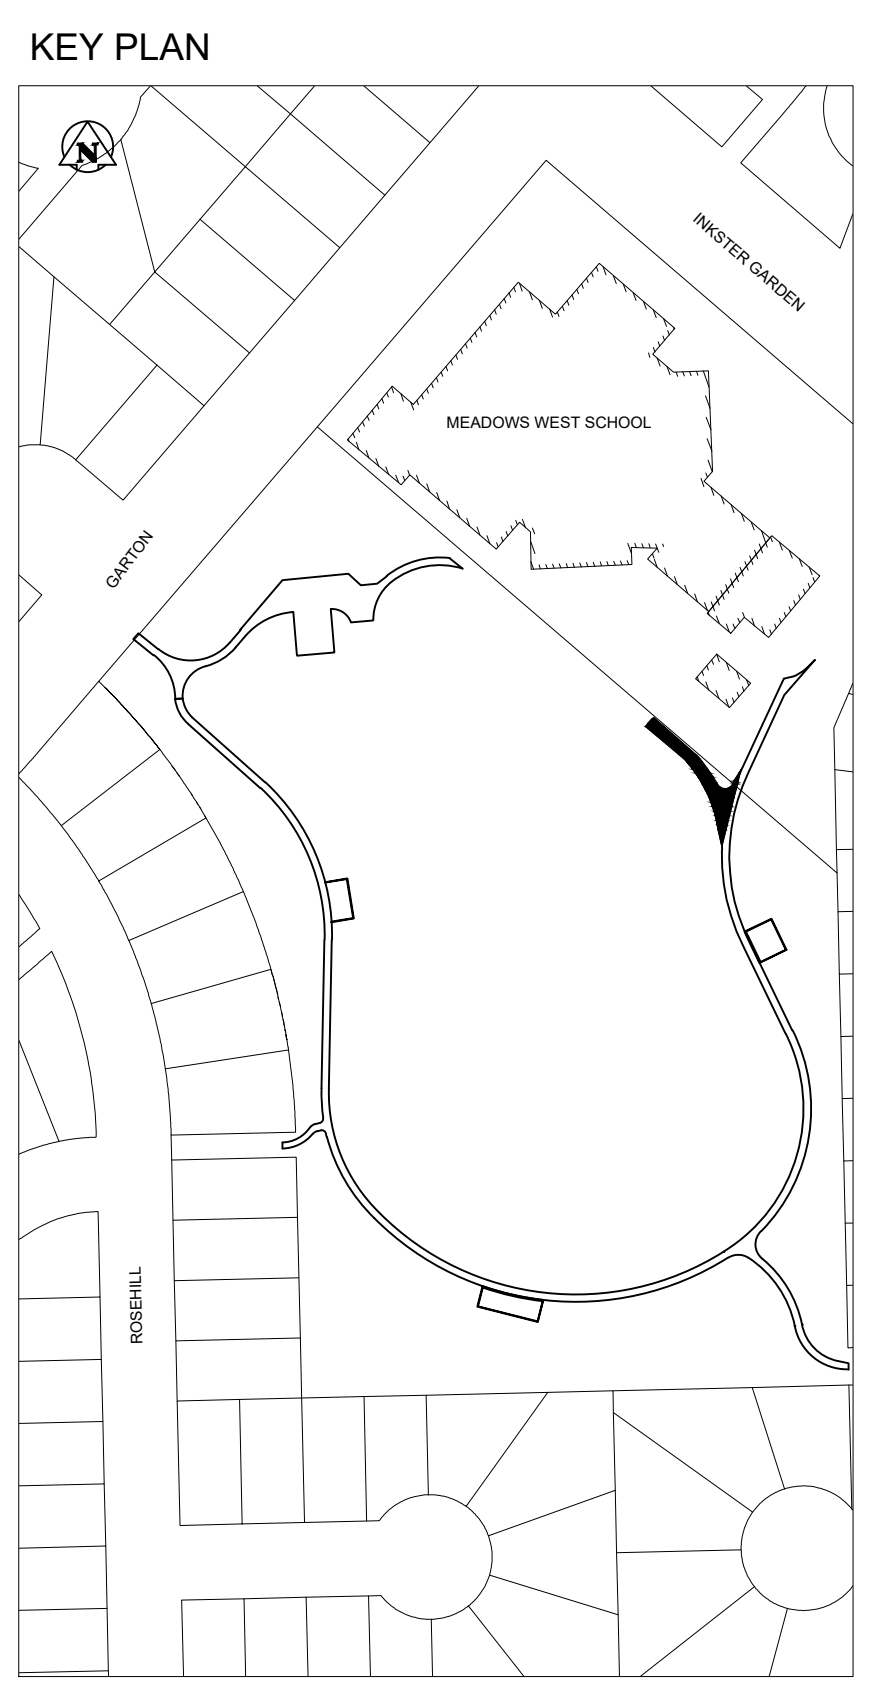 KEY PLAN
N
INKSTER GARDEN
MEADOWS WEST SCHOOL
GARTON
ROSEHILL